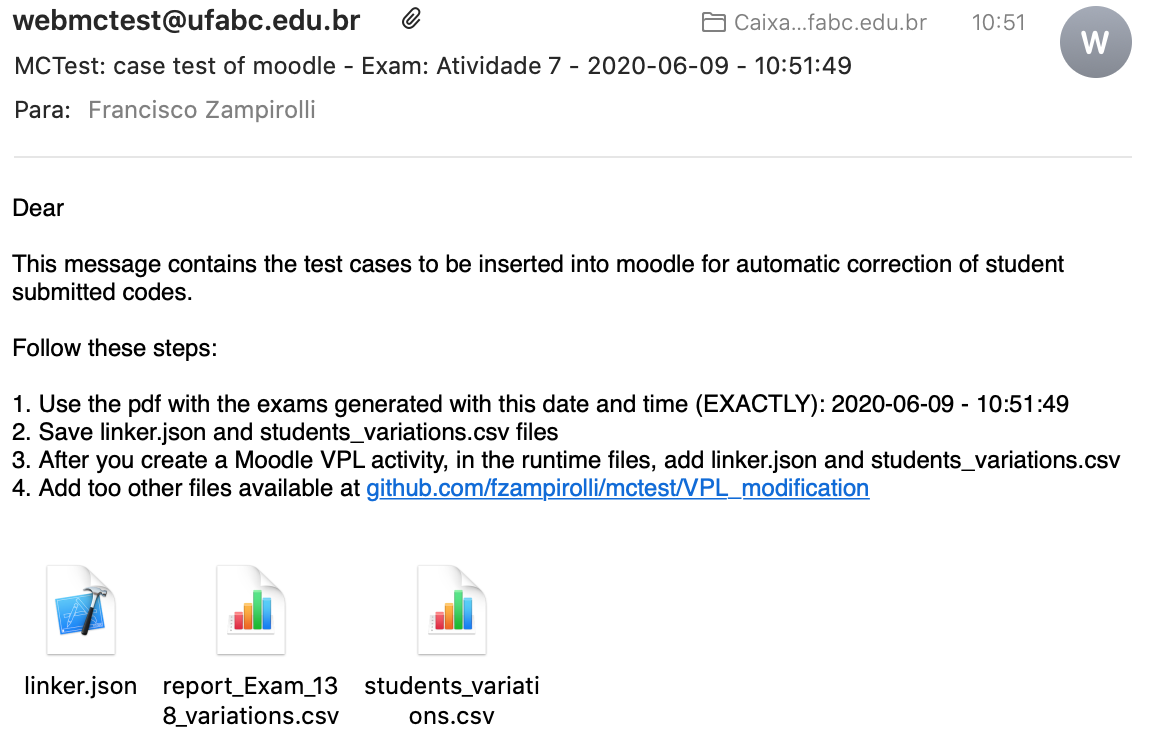 webmctest@ufabc.edu.br
Caixa...fabc.edu.br
10:51
W
MCTest: case test of moodle - Exam: Atividade 7 - 2020-06-09 - 10:51:49
Para: Francisco Zampirolli
Dear
This message contains the test cases to be inserted into moodle for automatic correction of student
submitted codes.
Follow these steps:
1. Use the pdf with the exams generated with this date and time (EXACTLY): 2020-06-09 - 10:51:49
2. Save linker.json and students_variations.csv files
3. After you create a Moodle VPL activity, in the runtime files, add linker.json and students_variations.csv
4. Add too other files available at github.com/fzampirolli/mctest/VPL_modification
linker.json
report_Exam_13
8_variations.csv
students_variati
ons.csv